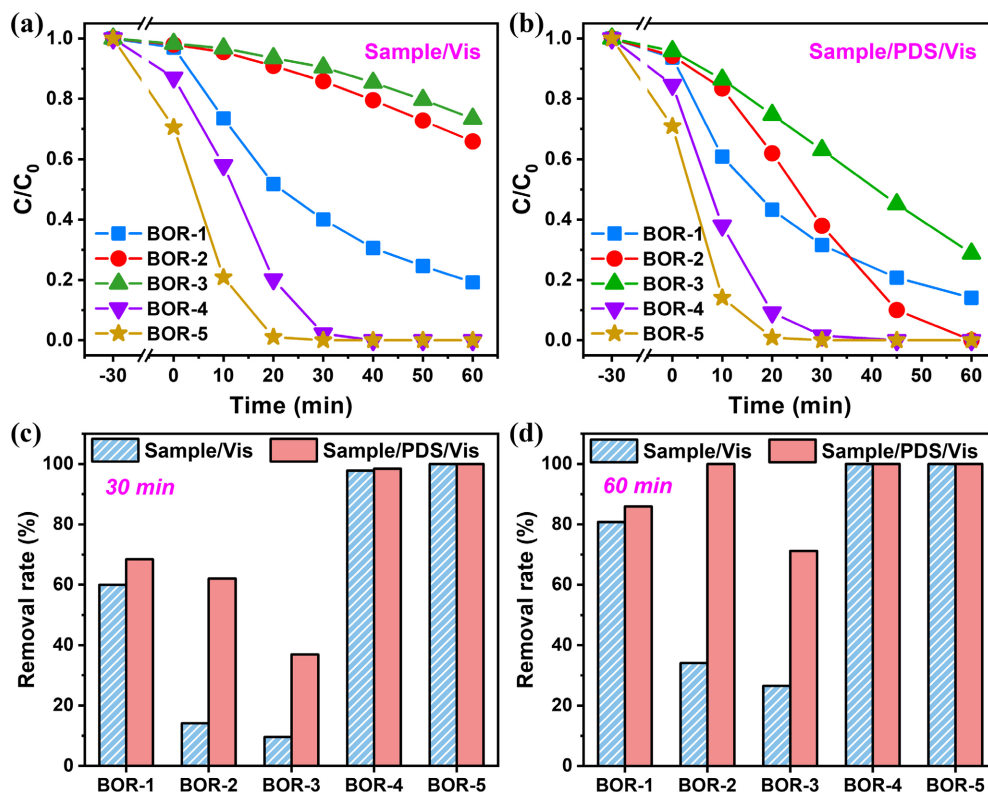 (a)
Sample/Vis
C/C0
1.0
0.8
0.6
0.4
0.2
0.0
BOR-1
BOR-2
BOR-3
BOR-4
BOR-5
-30 0 10 20 30 40 50 60
Time (min)
(b)
Sample/PDS/Vis
C/C0
1.0
0.8
0.6
0.4
0.2
0.0
BOR-1
BOR-2
BOR-3
BOR-4
BOR-5
-30 0 10 20 30 40 50 60
Time (min)
(c)
Sample/Vis Sample/PDS/Vis
30 min
Removal rate (%)
100
80
60
40
20
0
BOR-1 BOR-2 BOR-3 BOR-4 BOR-5
(d)
Sample/Vis Sample/PDS/Vis
60 min
Removal rate (%)
100
80
60
40
20
0
BOR-1 BOR-2 BOR-3 BOR-4 BOR-5